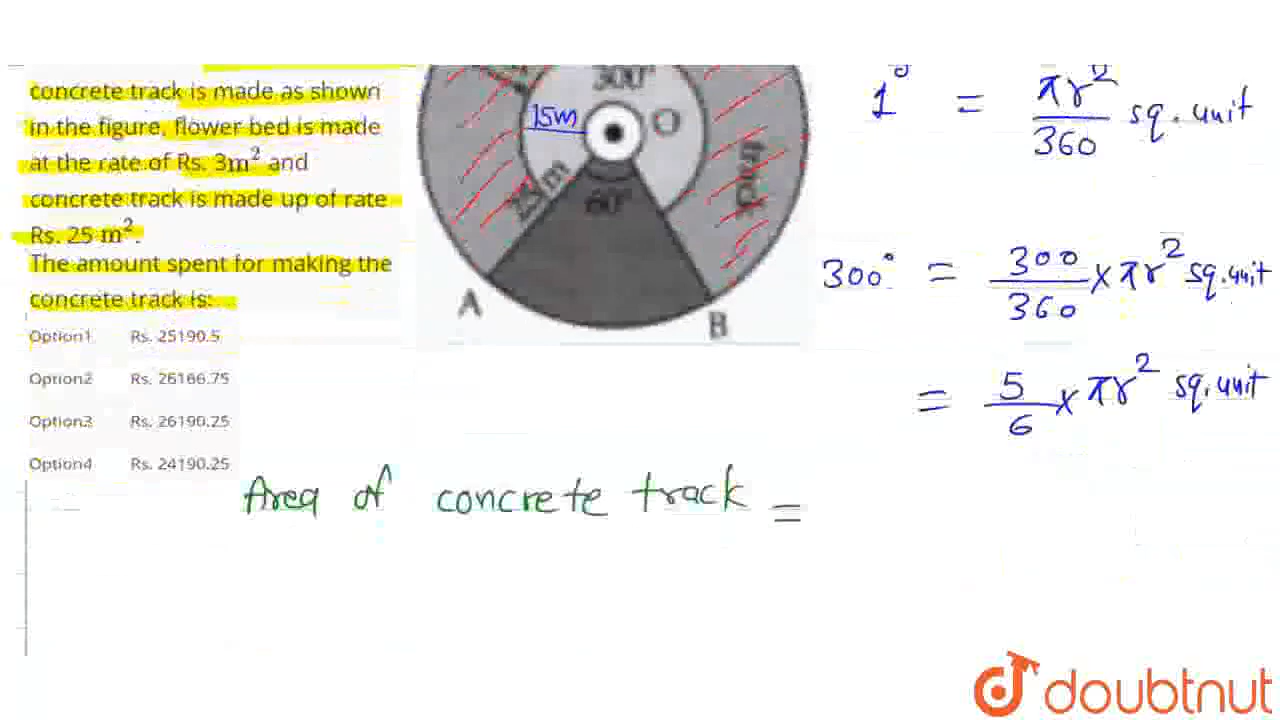 concrete track is made as shown
in the figure, flower bed is made
at the rate of Rs. 3m² and
concrete track is made up of rate
Rs. 25 m².
The amount spent for making the
concrete track is:
Option1 Rs. 25190.5
Option2 Rs. 26166.75
Option3 Rs. 26190.25
Option4 Rs. 24190.25
300°
15m
O
25 m
60°
track
A
B
1° = πr²/360 sq. unit
300° = 300/360 × πr² sq. unit
= 5/6 × πr² sq. unit
Area of concrete track =
doubtnut